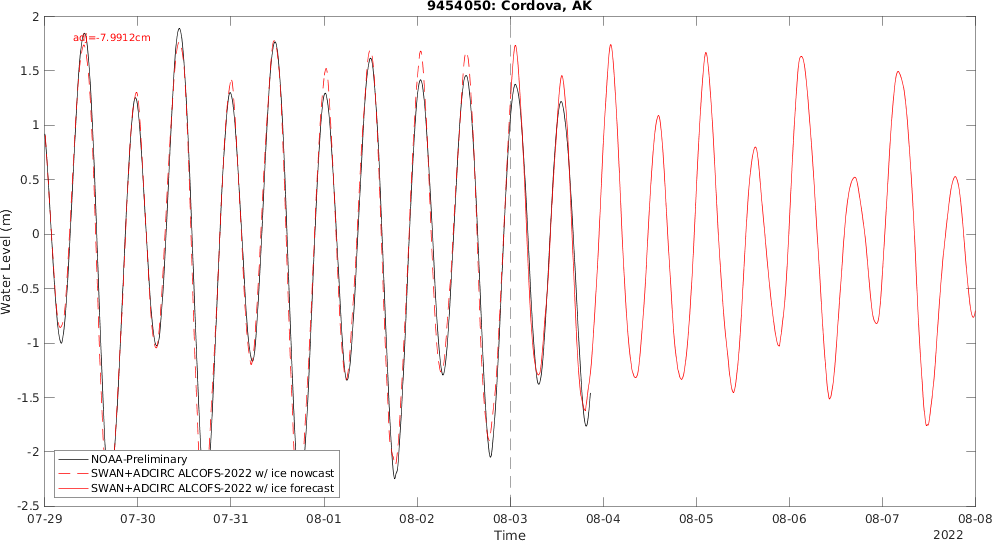 9454050: Cordova, AK
adj=-7.9912cm
Water Level (m)
2
1.5
1
0.5
0
-0.5
-1
-1.5
-2
-2.5
NOAA-Preliminary
SWAN+ADCIRC ALCOFS-2022 w/ ice nowcast
SWAN+ADCIRC ALCOFS-2022 w/ ice forecast
07-29 07-30 07-31 08-01 08-02 08-03 08-04 08-05 08-06 08-07 08-08
Time
2022